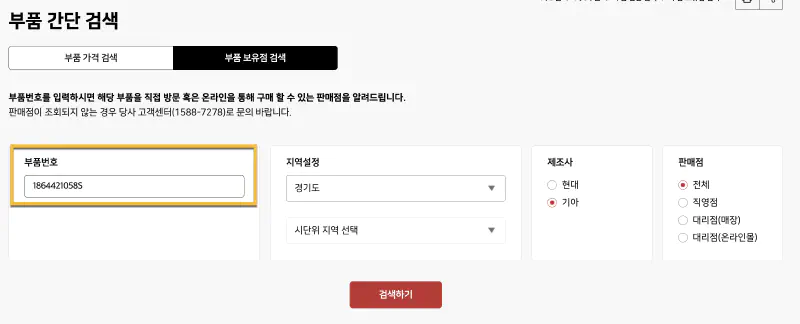 부품 간단 검색
부품 가격 검색
부품 보유점 검색
부품번호를 입력하시면 해당 부품을 직접 방문 혹은 온라인을 통해 구매 할 수 있는 판매점을 알려드립니다.
판매점이 조회되지 않는 경우 당사 고객센터(1588-7278)로 문의 바랍니다.
부품번호
1864421058S
지역설정
경기도
시단위 지역 선택
제조사
현대
기아
판매점
전체
직영점
대리점(매장)
대리점(온라인몰)
검색하기